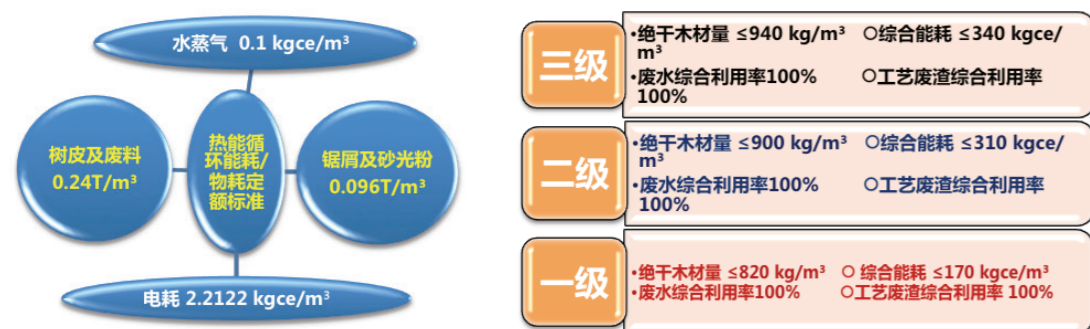 水蒸气 0.1 kgce/m³
树皮及废料
0.24T/m³
热能循
环能耗/
物耗定
额标准
锯屑及砂光粉
0.096T/m³
电耗 2.2122 kgce/m³
三级
•绝干木材量 ≤940 kg/m³ ○综合能耗 ≤340 kgce/
m³
•废水综合利用率100% ○工艺废渣综合利用率
100%
二级
•绝干木材量 ≤900 kg/m³ ○综合能耗 ≤310 kgce/
m³
•废水综合利用率100% ○工艺废渣综合利用率
100%
一级
•绝干木材量 ≤820 kg/m³ ○ 综合能耗 ≤170 kgce/m³
•废水综合利用率100% ○工艺废渣综合利用率 100%